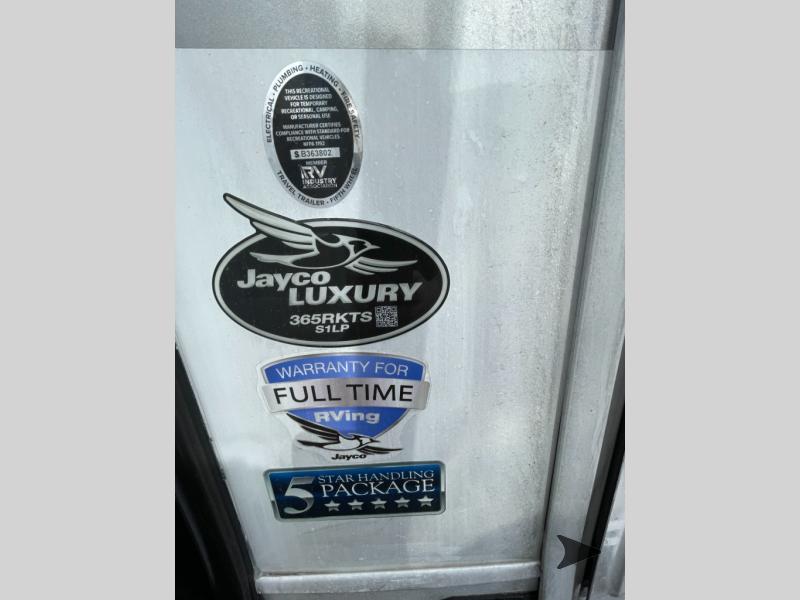 ELECTRICAL • PLUMBING • HEATING • FIRE SAFETY
THIS RECREATIONAL
VEHICLE IS DESIGNED
FOR TEMPORARY
RECREATIONAL, CAMPING,
OR SEASONAL USE
MANUFACTURER CERTIFIES
COMPLIANCE WITH STANDARD FOR
RECREATIONAL VEHICLES
NFPA 1192
S B363802
MEMBER
RV
INDUSTRY
ASSOCIATION
TRAVEL TRAILER • FIFTH WHEEL
Jayco
LUXURY
365RKTS
S1LP
WARRANTY FOR
FULL TIME
RVing
Jayco
5 STAR HANDLING
PACKAGE